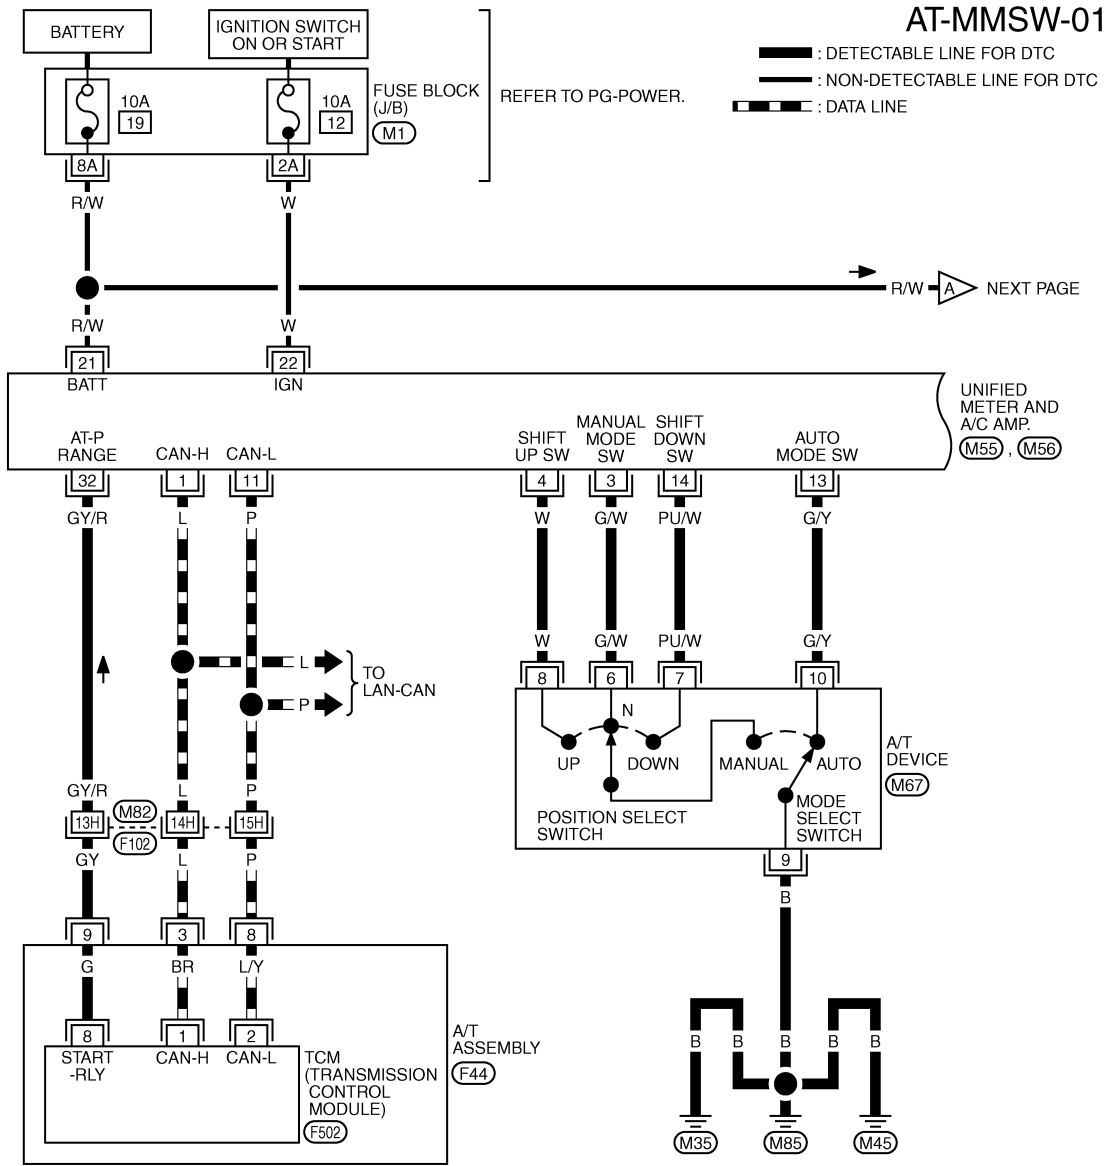 AT-MMSW-01
BATTERY
IGNITION SWITCH
ON OR START
: DETECTABLE LINE FOR DTC
: NON-DETECTABLE LINE FOR DTC
: DATA LINE
10A
19
10A
12
FUSE BLOCK
(J/B)
M1
REFER TO PG-POWER.
8A
2A
R/W
W
R/W
A
NEXT PAGE
R/W
W
21
22
BATT
IGN
UNIFIED
METER AND
A/C AMP.
M55 , M56
AT-P
RANGE
CAN-H
CAN-L
SHIFT
UP SW
MANUAL
MODE
SW
SHIFT
DOWN
SW
AUTO
MODE SW
32
1
11
4
3
14
13
GY/R
L
P
W
G/W
PU/W
G/Y
W
G/W
PU/W
G/Y
L
P
TO
LAN-CAN
8
6
7
10
N
UP
DOWN
MANUAL
AUTO
POSITION SELECT
SWITCH
MODE
SELECT
SWITCH
A/T
DEVICE
M67
GY/R
L
P
13H
M82
F102
14H
15H
GY
L
P
9
B
9
3
8
G
BR
L/Y
8
1
2
START
-RLY
CAN-H
CAN-L
TCM
(TRANSMISSION
CONTROL
MODULE)
F502
A/T
ASSEMBLY
F44
B
B
B
B
B
M35
M85
M45